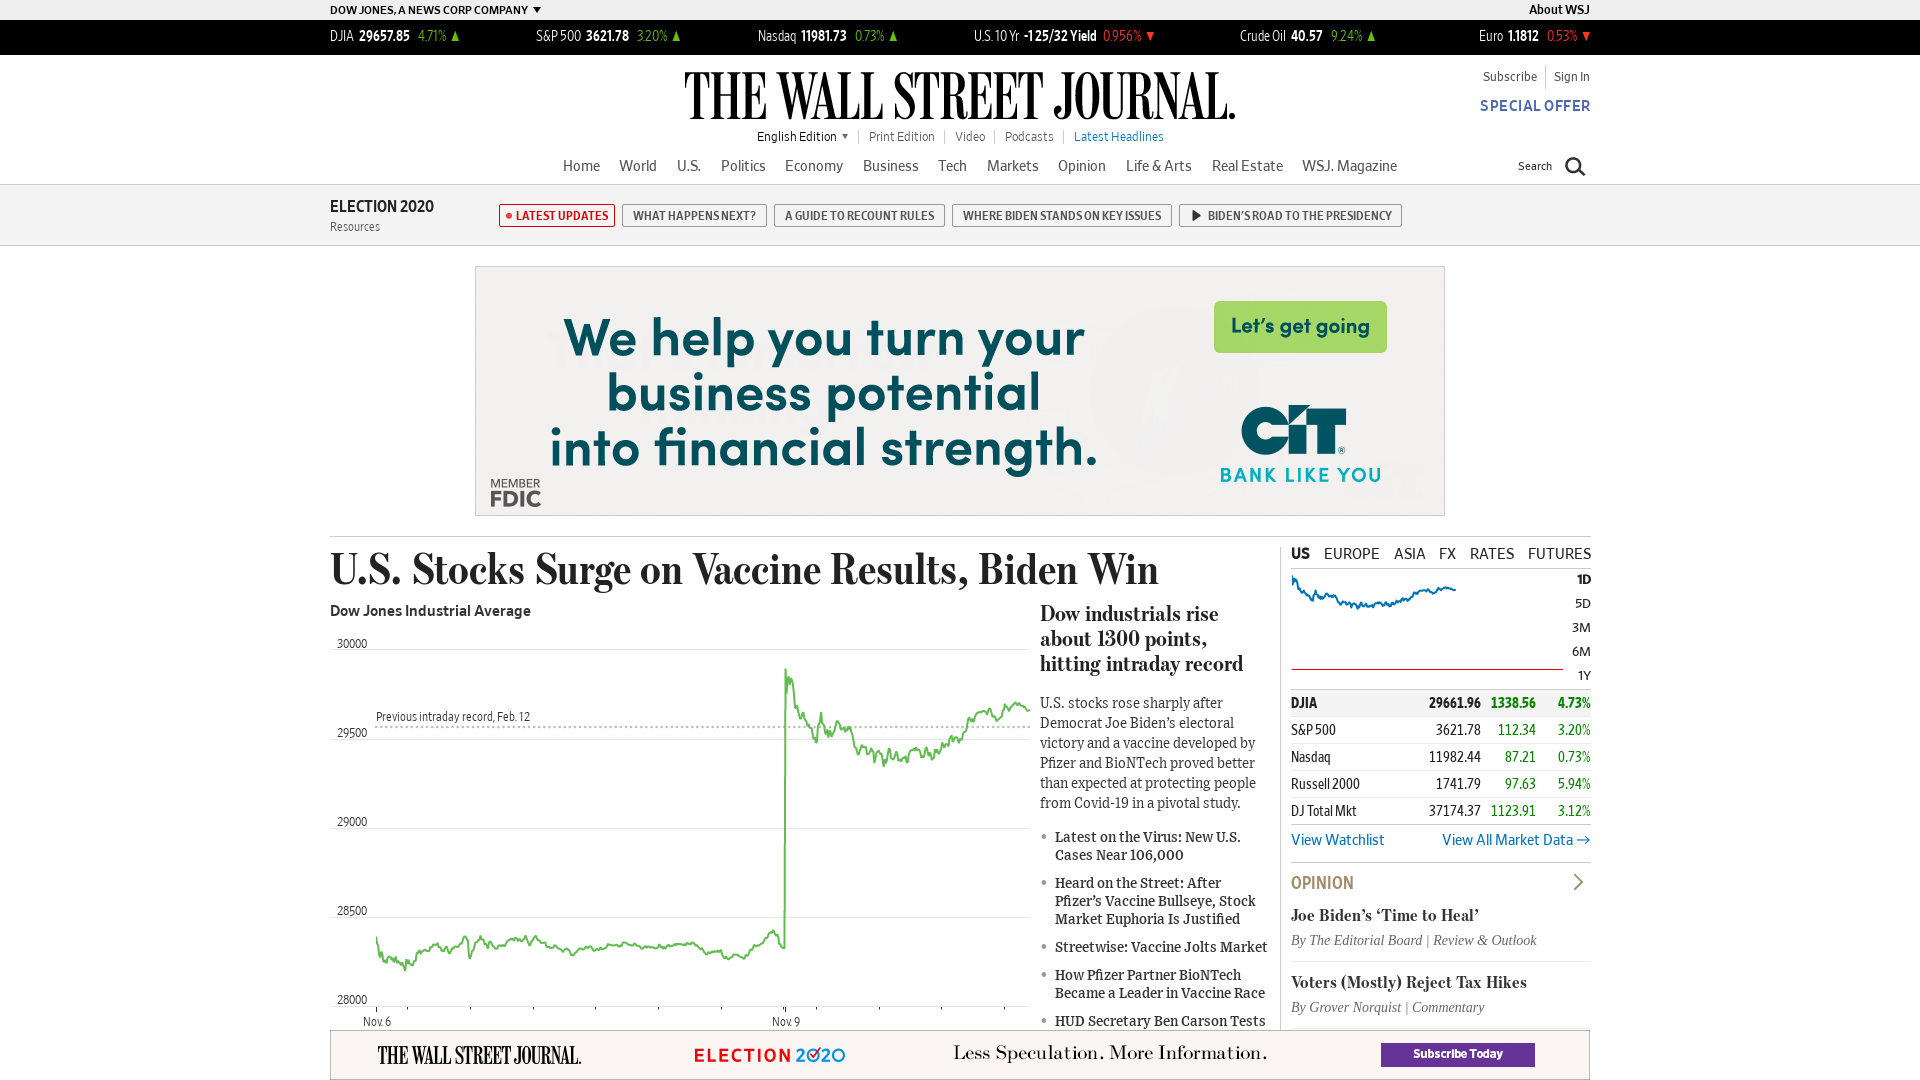 DOW JONES, A NEWS CORP COMPANY
About WSJ
DJIA 29657.85 4.71%
S&P 500 3621.78 3.20%
Nasdaq 11981.73 0.73%
U.S. 10 Yr -1 25/32 Yield 0.956%
Crude Oil 40.57 9.24%
Euro 1.1812 0.53%
THE WALL STREET JOURNAL.
Subscribe
Sign In
SPECIAL OFFER
English Edition
Print Edition
Video
Podcasts
Latest Headlines
Home World U.S. Politics Economy Business Tech Markets Opinion Life & Arts Real Estate WSJ. Magazine
Search
ELECTION 2020
Resources
LATEST UPDATES
WHAT HAPPENS NEXT?
A GUIDE TO RECOUNT RULES
WHERE BIDEN STANDS ON KEY ISSUES
BIDEN’S ROAD TO THE PRESIDENCY
We help you turn your
business potential
into financial strength.
MEMBER
FDIC
Let’s get going
CIT®
BANK LIKE YOU
U.S. Stocks Surge on Vaccine Results, Biden Win
Dow Jones Industrial Average
30000
Previous intraday record, Feb. 12
29500
29000
28500
28000
Nov. 6
Nov. 9
Dow industrials rise
about 1300 points,
hitting intraday record
U.S. stocks rose sharply after
Democrat Joe Biden’s electoral
victory and a vaccine developed by
Pfizer and BioNTech proved better
than expected at protecting people
from Covid-19 in a pivotal study.
• Latest on the Virus: New U.S.
Cases Near 106,000
• Heard on the Street: After
Pfizer’s Vaccine Bullseye, Stock
Market Euphoria Is Justified
• Streetwise: Vaccine Jolts Market
• How Pfizer Partner BioNTech
Became a Leader in Vaccine Race
• HUD Secretary Ben Carson Tests
US EUROPE ASIA FX RATES FUTURES
1D
5D
3M
6M
1Y
DJIA 29661.96 1338.56 4.73%
S&P 500 3621.78 112.34 3.20%
Nasdaq 11982.44 87.21 0.73%
Russell 2000 1741.79 97.63 5.94%
DJ Total Mkt 37174.37 1123.91 3.12%
View Watchlist
View All Market Data →
OPINION
Joe Biden’s ‘Time to Heal’
By The Editorial Board | Review & Outlook
Voters (Mostly) Reject Tax Hikes
By Grover Norquist | Commentary
THE WALL STREET JOURNAL.
ELECTION 2020
Less Speculation. More Information.
Subscribe Today